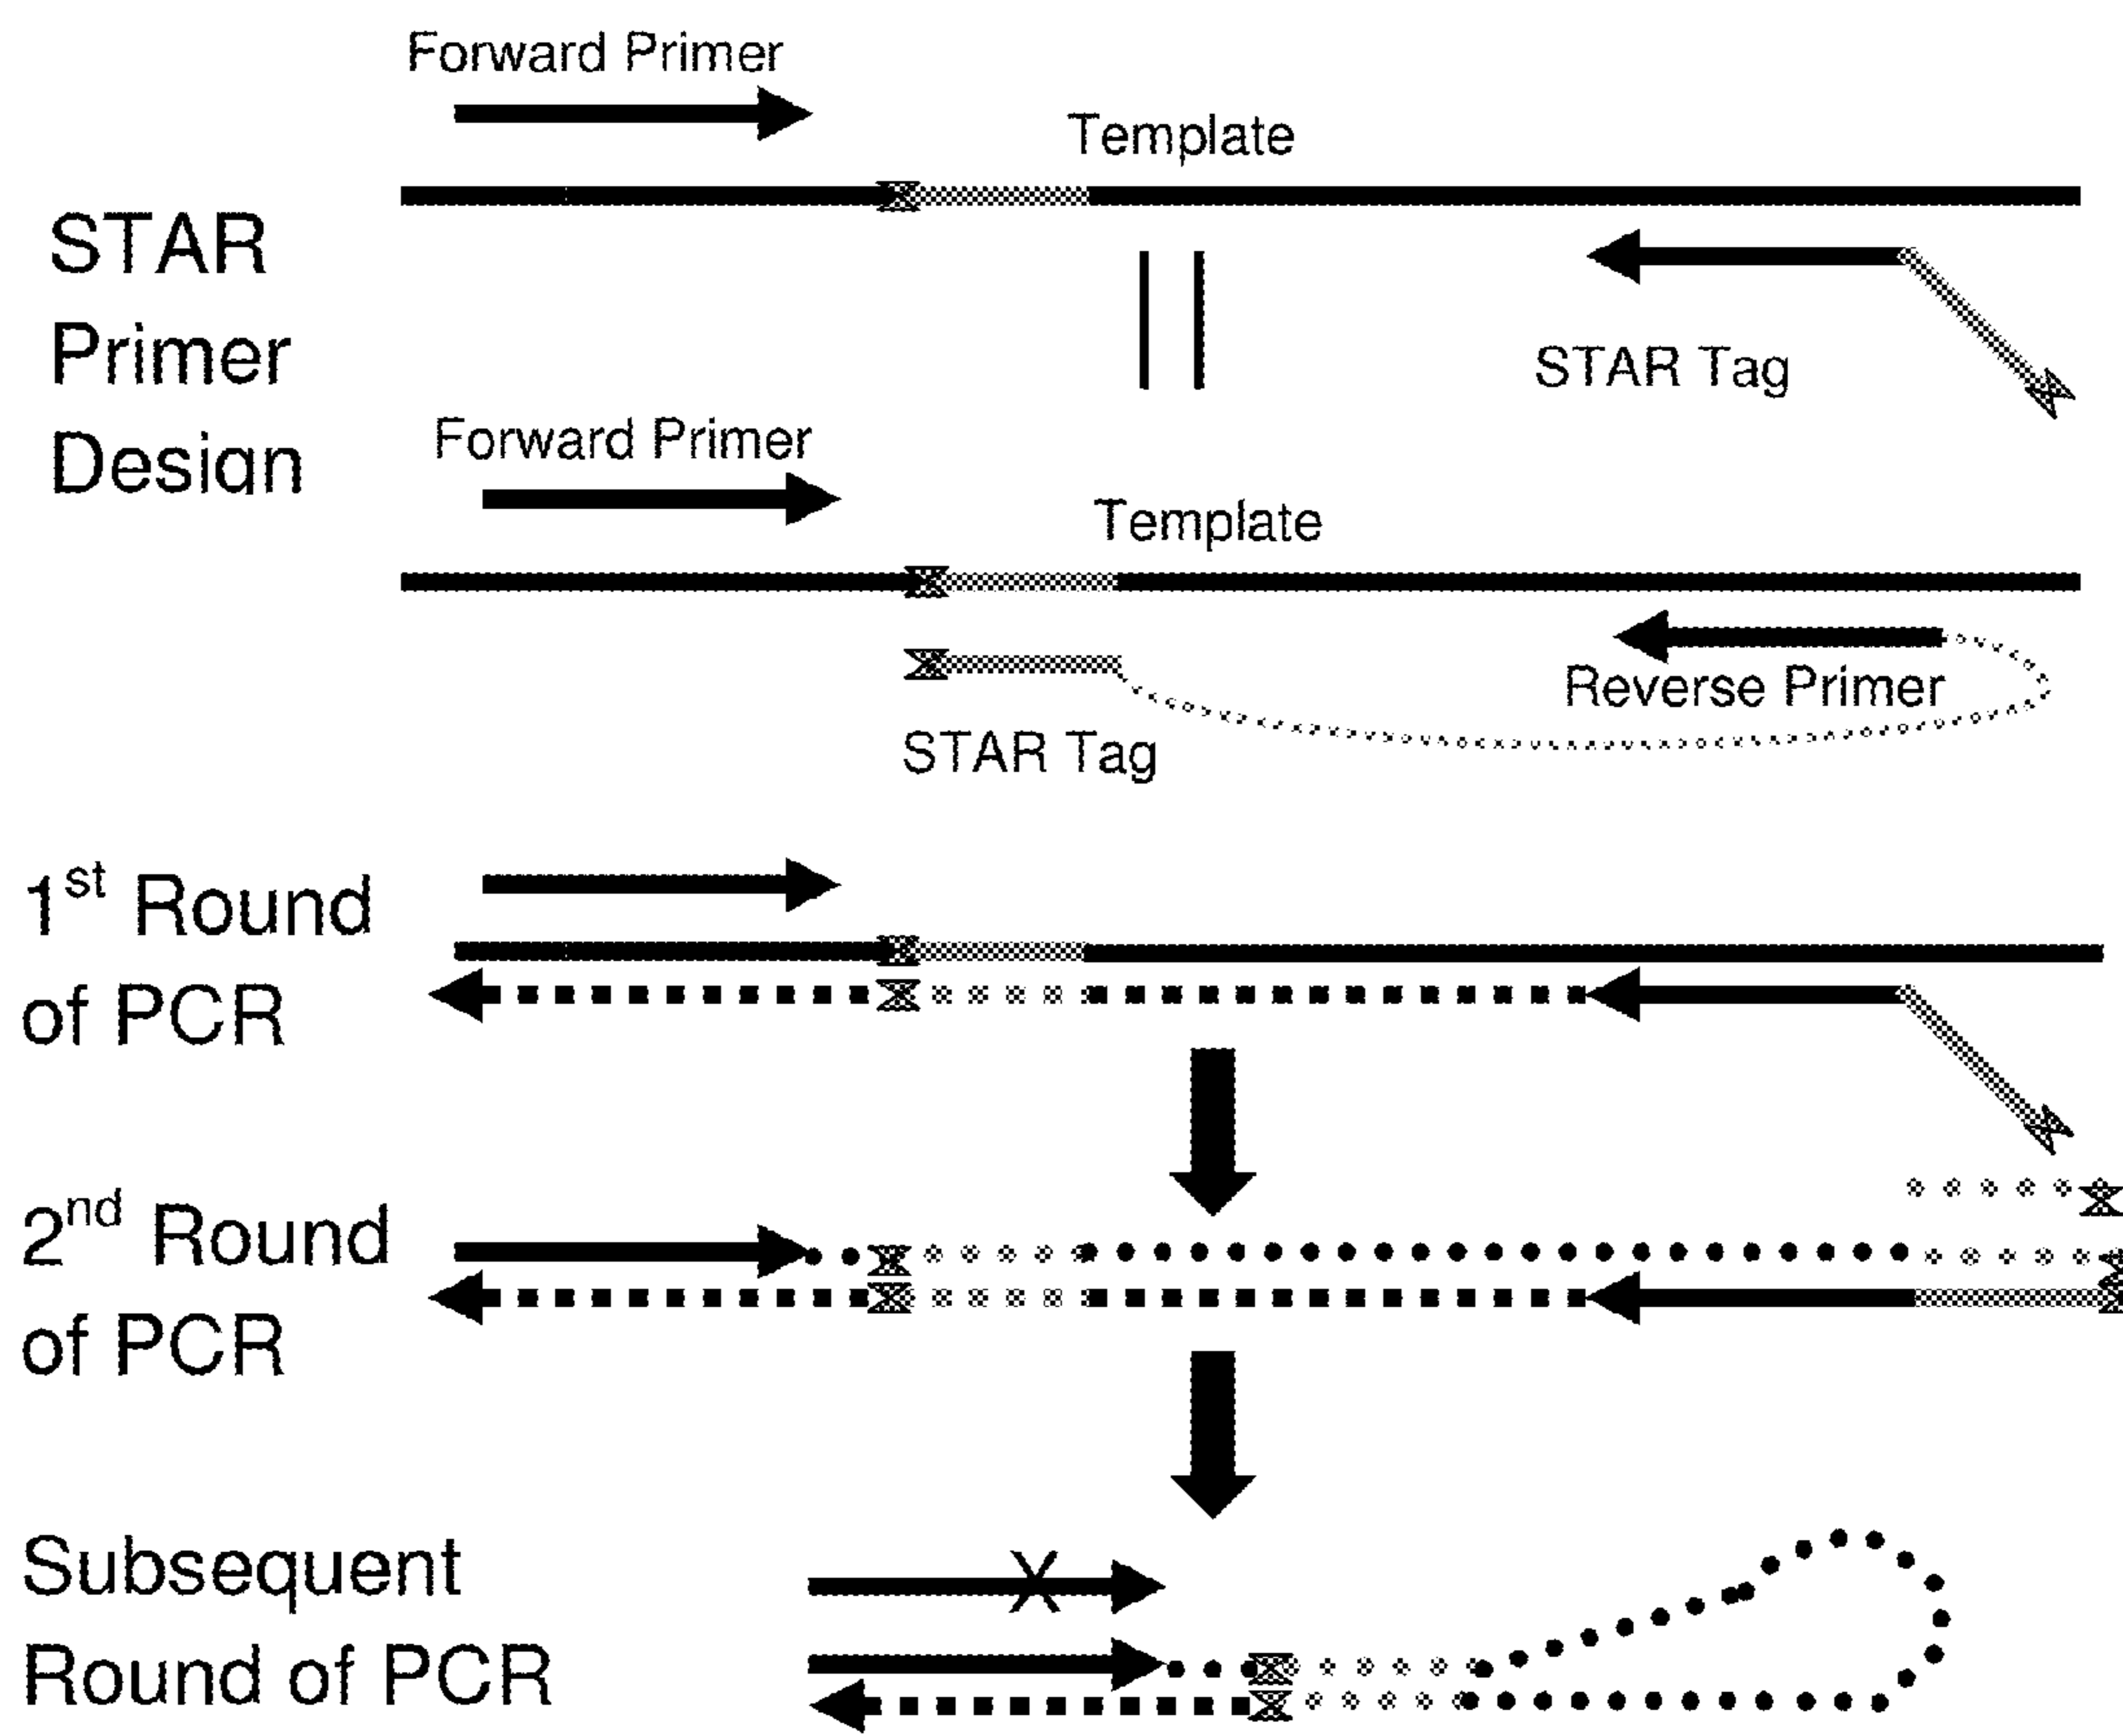 Forward Primer
Template
STAR
Primer
Design
STAR Tag
Forward Primer
Template
Reverse Primer
STAR Tag
1st Round
of PCR
2nd Round
of PCR
X
Subsequent
Round of PCR